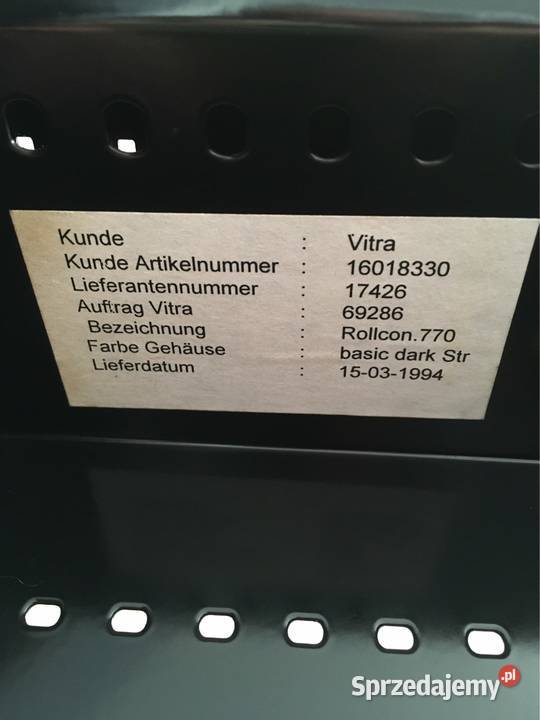 Kunde : Vitra
Kunde Artikelnummer : 16018330
Lieferantennummer : 17426
Auftrag Vitra : 69286
Bezeichnung : Rollcon.770
Farbe Gehäuse : basic dark Str
Lieferdatum : 15-03-1994
Sprzedajemy.pl